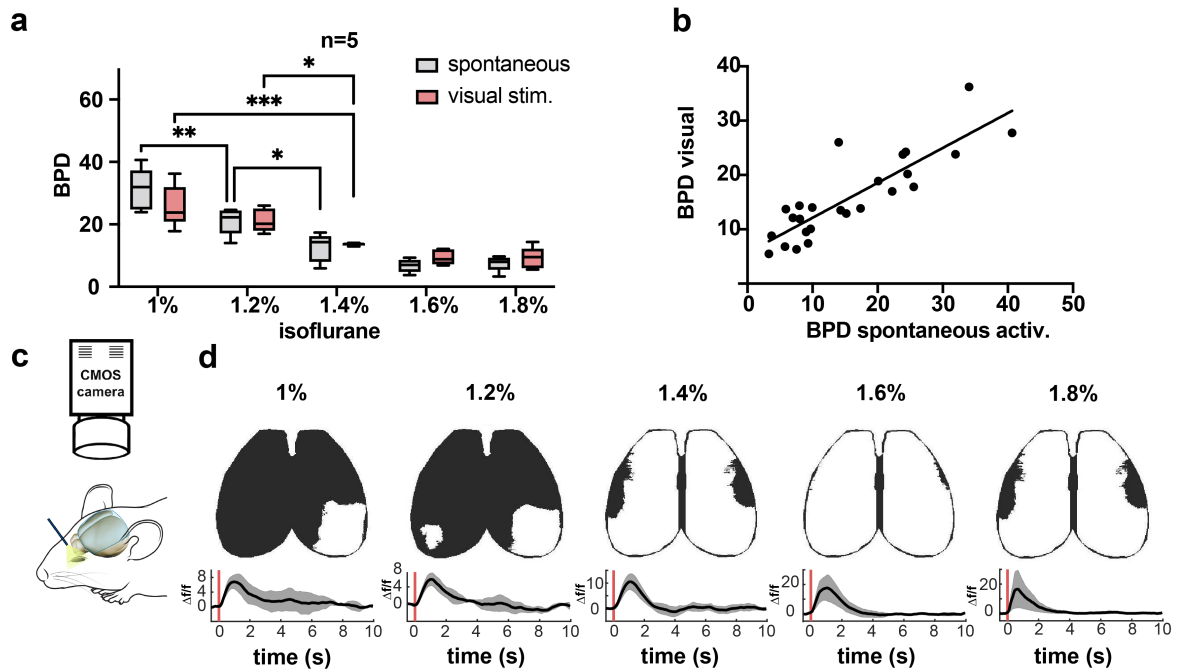 a
n=5
*
***
**
*
spontaneous
visual stim.
BPD
60
40
20
0
1%
1.2%
1.4%
1.6%
1.8%
isoflurane
b
40
30
20
10
BPD visual
0
10
20
30
40
50
BPD spontaneous activ.
c
CMOS
camera
d
1%
1.2%
1.4%
1.6%
1.8%
Δf/f
8
4
0
0 2 4 6 8 10
time (s)
Δf/f
8
4
0
0 2 4 6 8 10
time (s)
Δf/f
10
0
0 2 4 6 8 10
time (s)
Δf/f
20
0
0 2 4 6 8 10
time (s)
Δf/f
20
0
0 2 4 6 8 10
time (s)